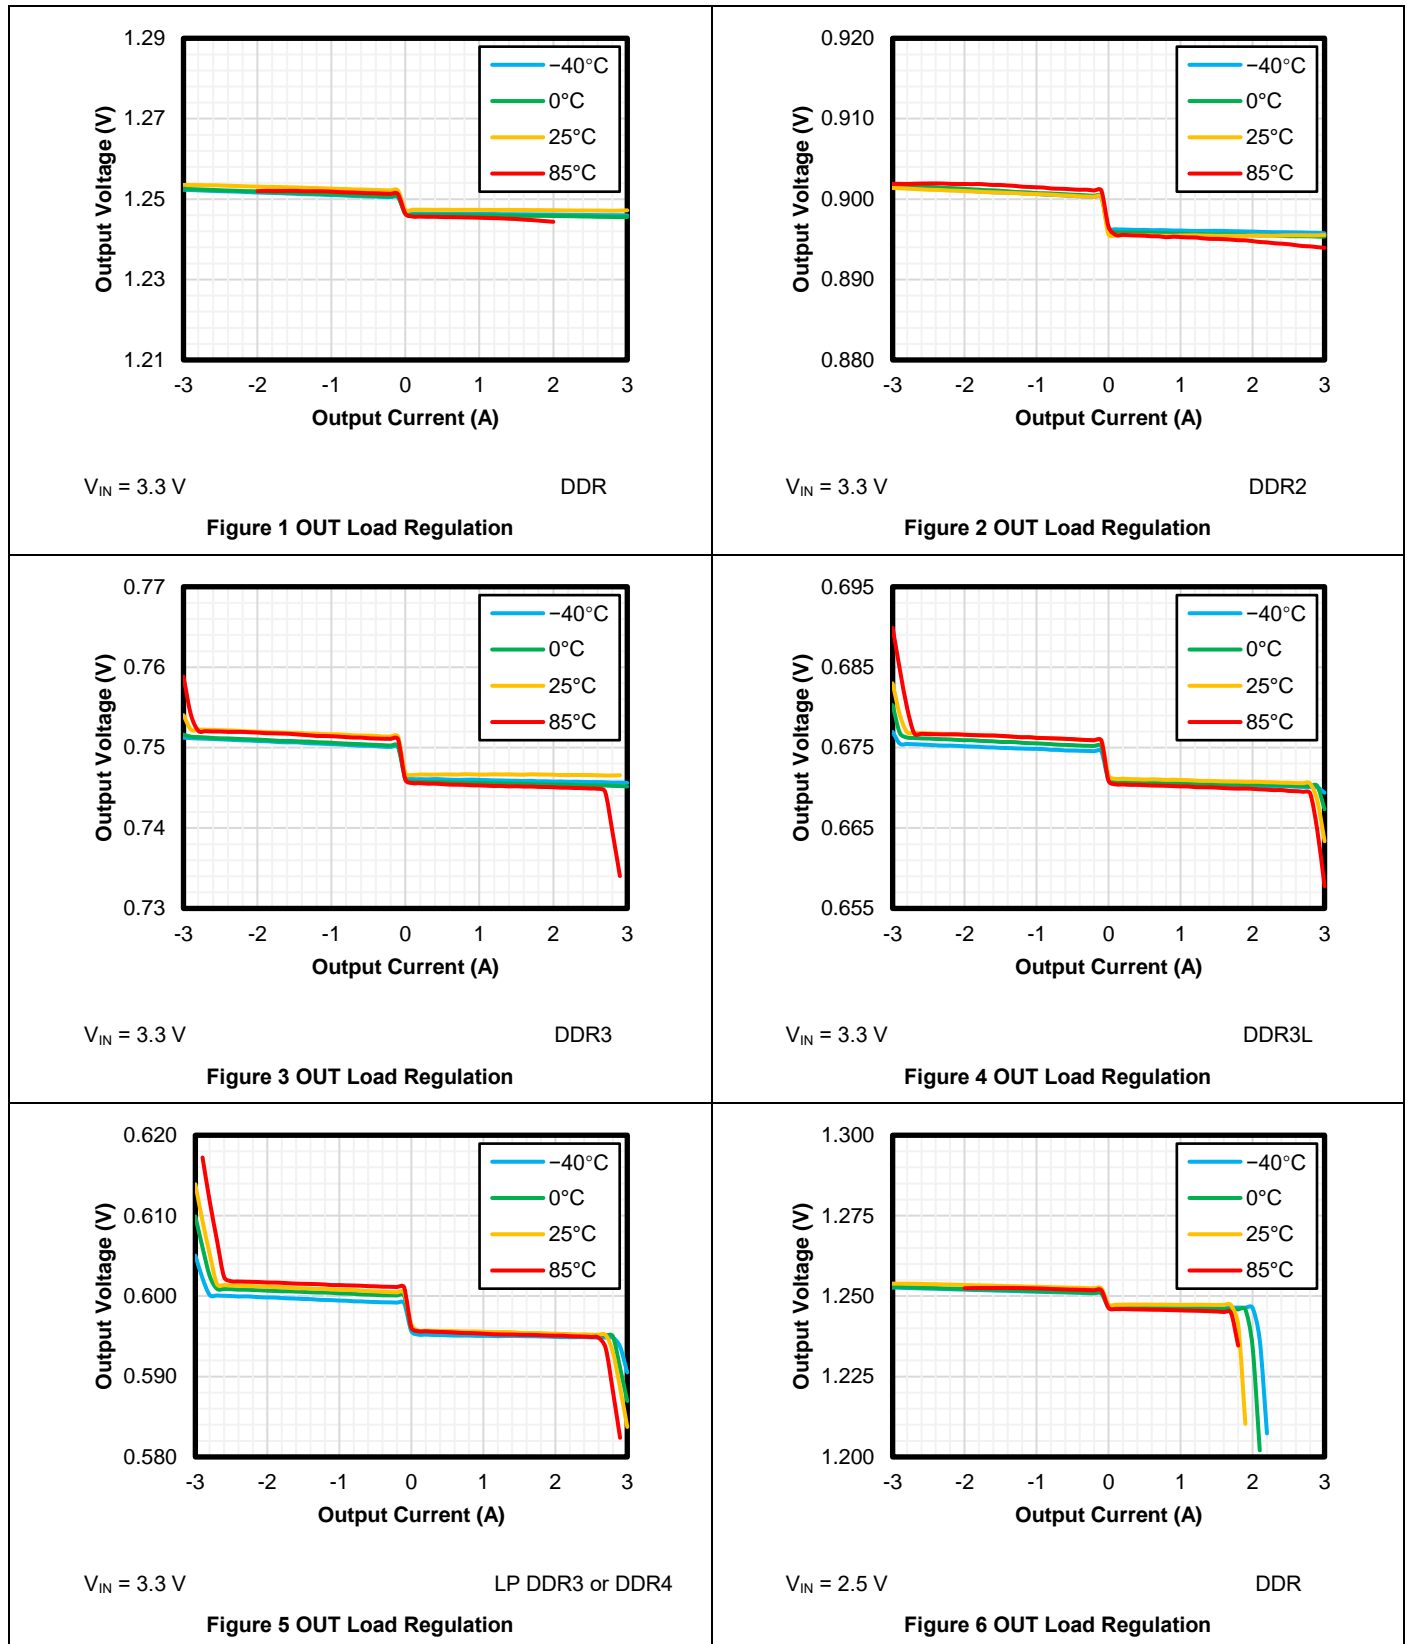 1.29
1.27
1.25
1.23
1.21
Output Voltage (V)
−40°C
0°C
25°C
85°C
-3 -2 -1 0 1 2 3
Output Current (A)
VIN = 3.3 V DDR
Figure 1 OUT Load Regulation
0.920
0.910
0.900
0.890
0.880
Output Voltage (V)
−40°C
0°C
25°C
85°C
-3 -2 -1 0 1 2 3
Output Current (A)
VIN = 3.3 V DDR2
Figure 2 OUT Load Regulation
0.77
0.76
0.75
0.74
0.73
Output Voltage (V)
−40°C
0°C
25°C
85°C
-3 -2 -1 0 1 2 3
Output Current (A)
VIN = 3.3 V DDR3
Figure 3 OUT Load Regulation
0.695
0.685
0.675
0.665
0.655
Output Voltage (V)
−40°C
0°C
25°C
85°C
-3 -2 -1 0 1 2 3
Output Current (A)
VIN = 3.3 V DDR3L
Figure 4 OUT Load Regulation
0.620
0.610
0.600
0.590
0.580
Output Voltage (V)
−40°C
0°C
25°C
85°C
-3 -2 -1 0 1 2 3
Output Current (A)
VIN = 3.3 V LP DDR3 or DDR4
Figure 5 OUT Load Regulation
1.300
1.275
1.250
1.225
1.200
Output Voltage (V)
−40°C
0°C
25°C
85°C
-3 -2 -1 0 1 2 3
Output Current (A)
VIN = 2.5 V DDR
Figure 6 OUT Load Regulation